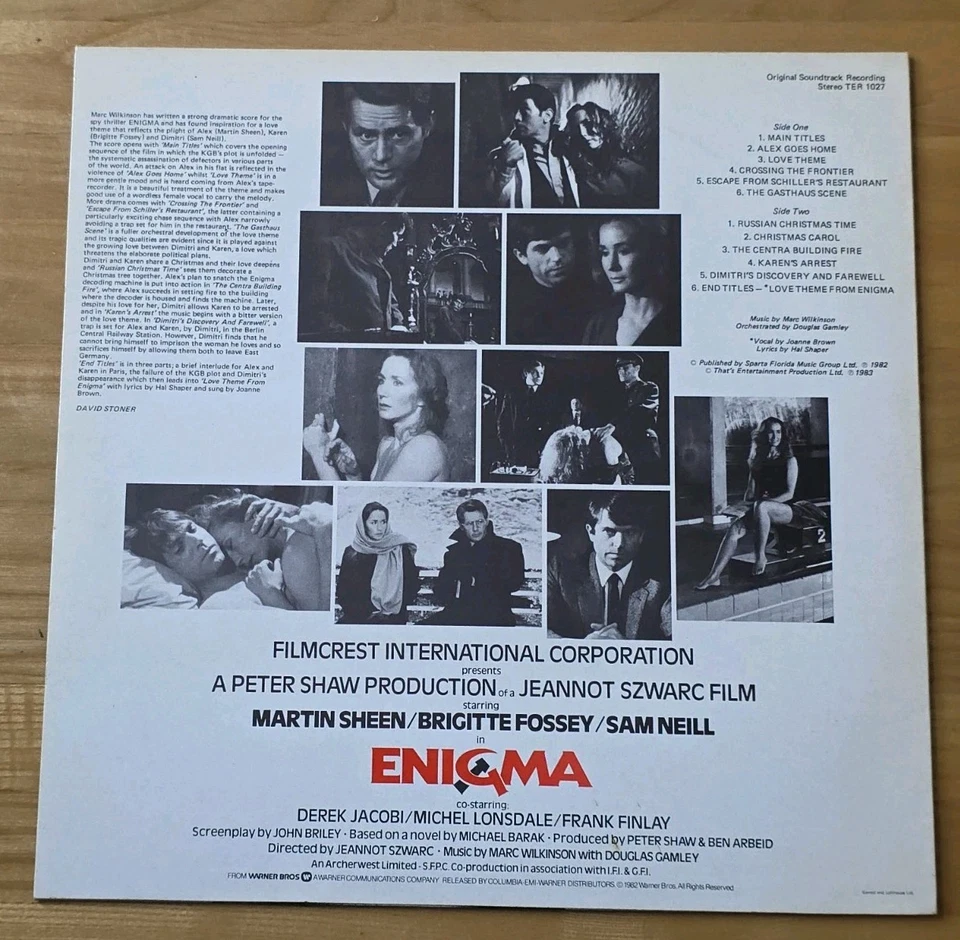 Marc Wilkinson has written a strong dramatic score for the
spy thriller ENIGMA and has found inspiration for a love
theme that reflects the plight of Alex (Martin Sheen), Karen
(Brigitte Fossey) and Dimitri (Sam Neill).
The score opens with 'Main Titles' which covers the opening
sequence of the film in which the KGB's plot is unfolded –
the systematic assassination of defectors in various parts
of the world. An attack on Alex in his flat is reflected in the
violence of 'Alex Goes Home' whilst 'Love Theme' is in a
more gentle mood and is heard coming from Alex's tape-
recorder. It is a beautiful treatment of the theme and makes
good use of a wordless female vocal to carry the melody.
More drama comes with 'Crossing The Frontier' and
'Escape From Schiller's Restaurant', the latter containing a
particularly exciting chase sequence with Alex narrowly
avoiding a trap set for him in the restaurant. 'The Gasthaus
Scene' is a fuller orchestral development of the love theme
and its tragic qualities are evident since it is played against
the growing love between Dimitri and Karen, a love which
threatens the elaborate political plans.
Dimitri and Karen share a Christmas and their love deepens
and 'Russian Christmas Time' sees them decorate a
Christmas tree together. Alex's plan to snatch the Enigma
decoding machine is put into action in 'The Centra Building
Fire', where Alex succeeds in setting fire to the building
where the decoder is housed and finds the machine. Later,
despite his love for her, Dimitri allows Karen to be arrested
and in 'Karen's Arrest' the music begins with a bitter version
of the love theme. In 'Dimitri's Discovery And Farewell', a
trap is set for Alex and Karen, by Dimitri, in the Berlin
Central Railway Station. However, Dimitri finds that he
cannot bring himself to imprison the woman he loves and so
sacrifices himself by allowing them both to leave East
Germany.
'End Titles' is in three parts; a brief interlude for Alex and
Karen in Paris, the failure of the KGB plot and Dimitri's
disappearance which then leads into 'Love Theme From
Enigma' with lyrics by Hal Shaper and sung by Joanne
Brown.
DAVID STONER
Original Soundtrack Recording
Stereo TER 1027
Side One
1. MAIN TITLES
2. ALEX GOES HOME
3. LOVE THEME
4. CROSSING THE FRONTIER
5. ESCAPE FROM SCHILLER'S RESTAURANT
6. THE GASTHAUS SCENE
Side Two
1. RUSSIAN CHRISTMAS TIME
2. CHRISTMAS CAROL
3. THE CENTRA BUILDING FIRE
4. KAREN'S ARREST
5. DIMITRI'S DISCOVERY AND FAREWELL
6. END TITLES – *LOVE THEME FROM ENIGMA
Music by Marc Wilkinson
Orchestrated by Douglas Gamley
*Vocal by Joanne Brown
Lyrics by Hal Shaper
© Published by Sparta Florida Music Group Ltd. ℗ 1982
© That's Entertainment Production Ltd. ℗ 1983
2
FILMCREST INTERNATIONAL CORPORATION
presents
A PETER SHAW PRODUCTION of a JEANNOT SZWARC FILM
starring
MARTIN SHEEN/BRIGITTE FOSSEY/SAM NEILL
in
ENIGMA
co-starring:
DEREK JACOBI/MICHEL LONSDALE/FRANK FINLAY
Screenplay by JOHN BRILEY · Based on a novel by MICHAEL BARAK · Produced by PETER SHAW & BEN ARBEID
Directed by JEANNOT SZWARC · Music by MARC WILKINSON with DOUGLAS GAMLEY
An Archerwest Limited - S.F.P.C. Co-production in association with I.F.I. & G.F.I.
FROM WARNER BROS A WARNER COMMUNICATIONS COMPANY RELEASED BY COLUMBIA-EMI-WARNER DISTRIBUTORS. © 1982 Warner Bros. All Rights Reserved